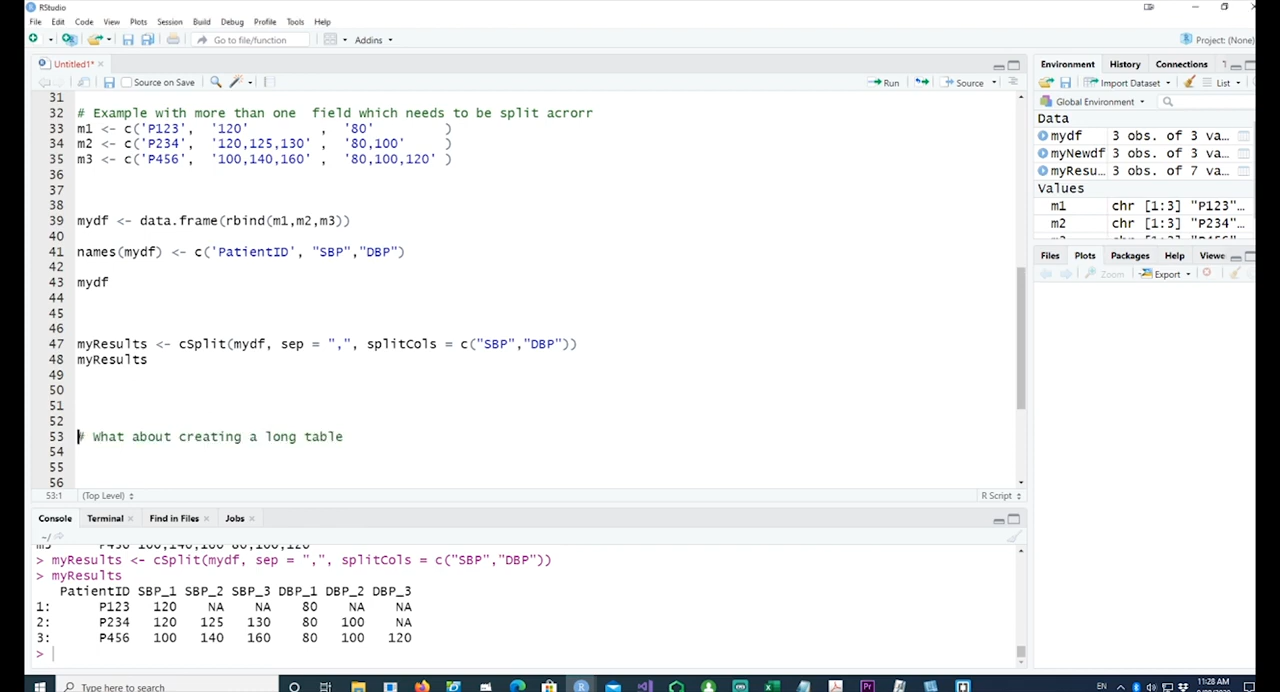 RStudio
File Edit Code View Plots Session Build Debug Profile Tools Help
Go to file/function Addins Project: (None)
Untitled1*
Source on Save Run Source
31
32 # Example with more than one  field which needs to be split acrorr
33 m1 <- c('P123',  '120'         ,  '80'         )
34 m2 <- c('P234',  '120,125,130' ,  '80,100'     )
35 m3 <- c('P456',  '100,140,160' ,  '80,100,120' )
36
37
38
39 mydf <- data.frame(rbind(m1,m2,m3))
40
41 names(mydf) <- c('PatientID', "SBP","DBP")
42
43 mydf
44
45
46
47 myResults <- cSplit(mydf, sep = ",", splitCols = c("SBP","DBP"))
48 myResults
49
50
51
52
53 # What about creating a long table
54
55
56
53:1 (Top Level) R Script
Console Terminal Find in Files Jobs
~/
m3 P456 100,140,160 80,100,120
> myResults <- cSplit(mydf, sep = ",", splitCols = c("SBP","DBP"))
> myResults
PatientID SBP_1 SBP_2 SBP_3 DBP_1 DBP_2 DBP_3
1: P123 120 NA NA 80 NA NA
2: P234 120 125 130 80 100 NA
3: P456 100 140 160 80 100 120
>
Environment History Connections
Import Dataset List
Global Environment
Data
mydf 3 obs. of 3 va...
myNewdf 3 obs. of 3 va...
myResu... 3 obs. of 7 va...
Values
m1 chr [1:3] "P123"...
m2 chr [1:3] "P234"...
Files Plots Packages Help Viewe
Zoom Export
Type here to search EN 11:28 AM